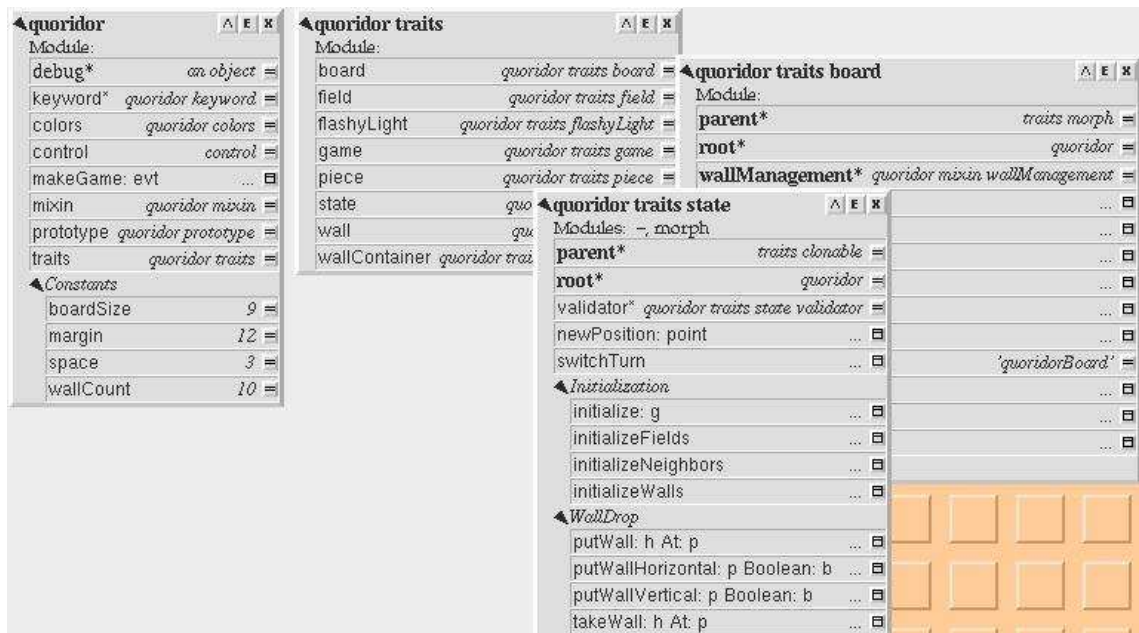 quoridor
Module:
debug* an object =
keyword* quoridor keyword =
colors quoridor colors =
control control =
makeGame: evt ...
mixin quoridor mixin =
prototype quoridor prototype =
traits quoridor traits =
Constants
boardSize 9 =
margin 12 =
space 3 =
wallCount 10 =
quoridor traits
Module:
board quoridor traits board =
field quoridor traits field =
flashyLight quoridor traits flashyLight =
game quoridor traits game =
piece quoridor traits piece =
state quo
wall qu
wallContainer quoridor trai
quoridor traits board
Module:
parent* traits morph =
root* quoridor =
wallManagement* quoridor mixin wallManagement =
...
...
...
...
...
...
'quoridorBoard' =
...
...
...
quoridor traits state
Modules: -, morph
parent* traits clonable =
root* quoridor =
validator* quoridor traits state validator =
newPosition: point ...
switchTurn ...
Initialization
initialize: g ...
initializeFields ...
initializeNeighbors ...
initializeWalls ...
WallDrop
putWall: h At: p ...
putWallHorizontal: p Boolean: b ...
putWallVertical: p Boolean: b ...
takeWall: h At: p ...